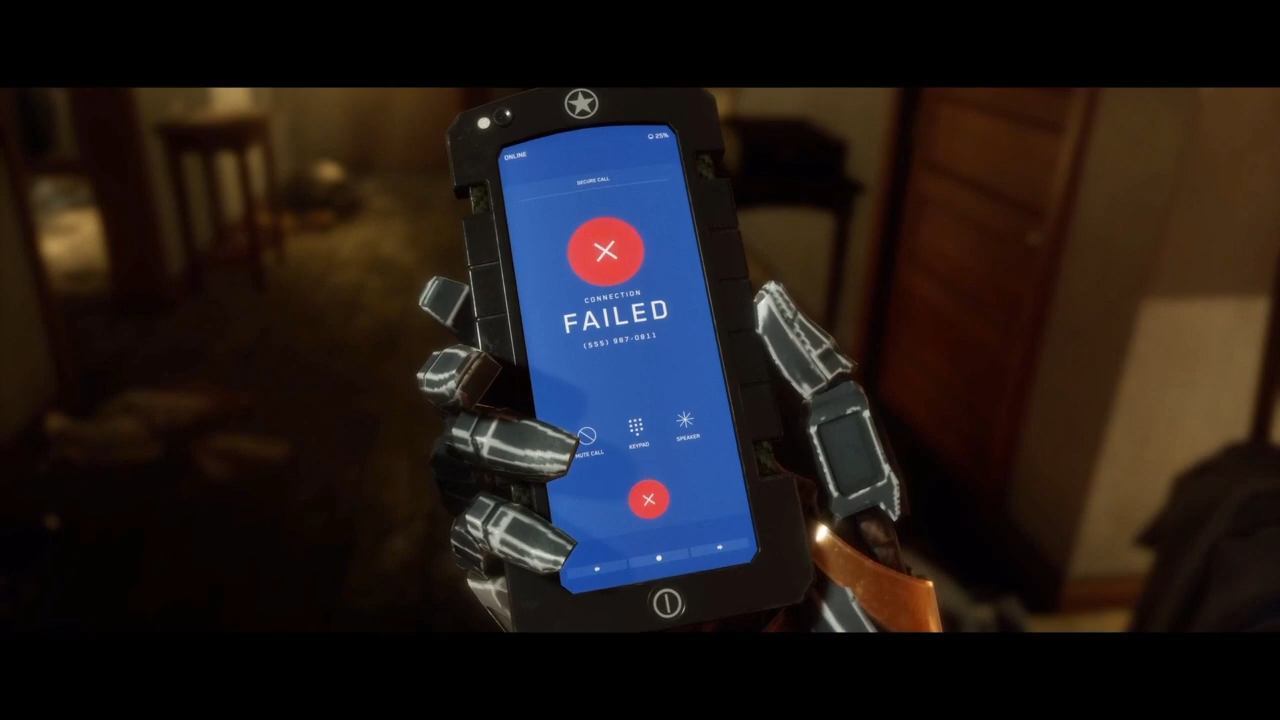 ONLINE
25%
SECURE CALL
CONNECTION
FAILED
(555) 987-0811
MUTE CALL
KEYPAD
SPEAKER